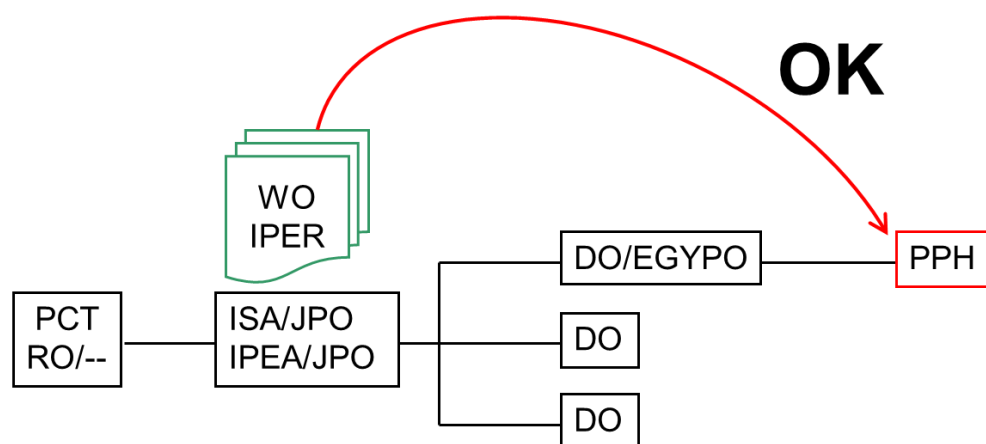 OK
WO
IPER
DO/EGYPO
PPH
PCT
RO/--
ISA/JPO
IPEA/JPO
DO
DO